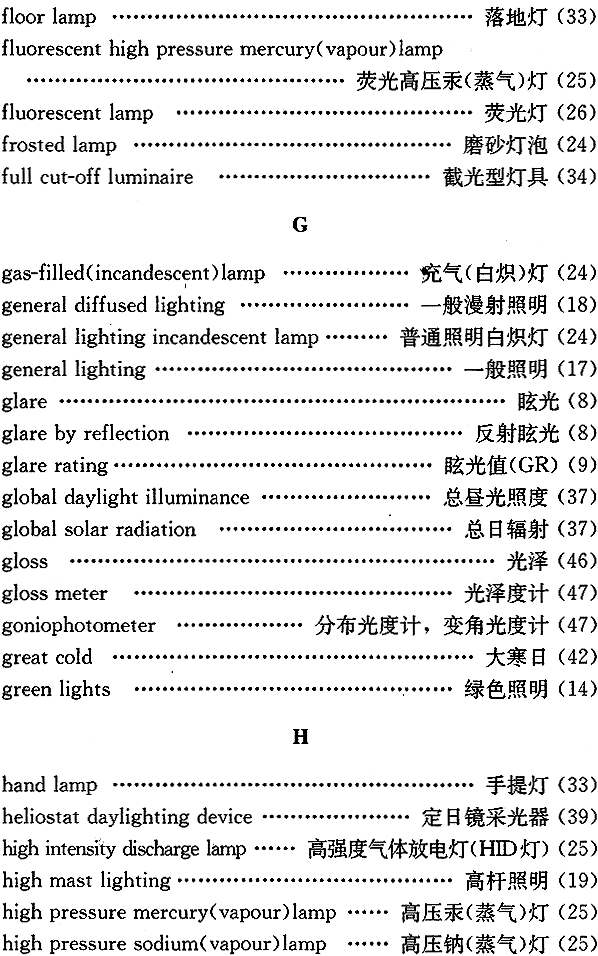 floor lamp ……………………………………………… 落地灯 (33)
fluorescent high pressure mercury(vapour)lamp
………………………………… 荧光高压汞(蒸气)灯 (25)
fluorescent lamp ……………………………… 荧光灯 (26)
frosted lamp ………………………………… 磨砂灯泡 (24)
full cut-off luminaire ……………………… 截光型灯具 (34)
G
gas-filled(incandescent)lamp ……………… 充气(白炽)灯 (24)
general diffused lighting …………………… 一般漫射照明 (18)
general lighting incandescent lamp ……… 普通照明白炽灯 (24)
general lighting ……………………………… 一般照明 (17)
glare ……………………………………………… 眩光 (8)
glare by reflection …………………………… 反射眩光 (8)
glare rating ………………………………… 眩光值(GR) (9)
global daylight illuminance ………………… 总昼光照度 (37)
global solar radiation ……………………… 总日辐射 (37)
gloss …………………………………………… 光泽 (46)
gloss meter ………………………………… 光泽度计 (47)
goniophotometer ……………… 分布光度计，变角光度计 (47)
great cold …………………………………… 大寒日 (42)
green lights ………………………………… 绿色照明 (14)
H
hand lamp ……………………………………… 手提灯 (33)
heliostat daylighting device ……………… 定日镜采光器 (39)
high intensity discharge lamp …… 高强度气体放电灯(HID灯) (25)
high mast lighting …………………………… 高杆照明 (19)
high pressure mercury(vapour)lamp …… 高压汞(蒸气)灯 (25)
high pressure sodium(vapour)lamp …… 高压钠(蒸气)灯 (25)